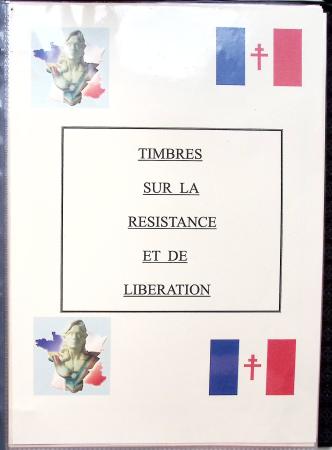 TIMBRES
SUR LA
RESISTANCE
ET DE
LIBERATION